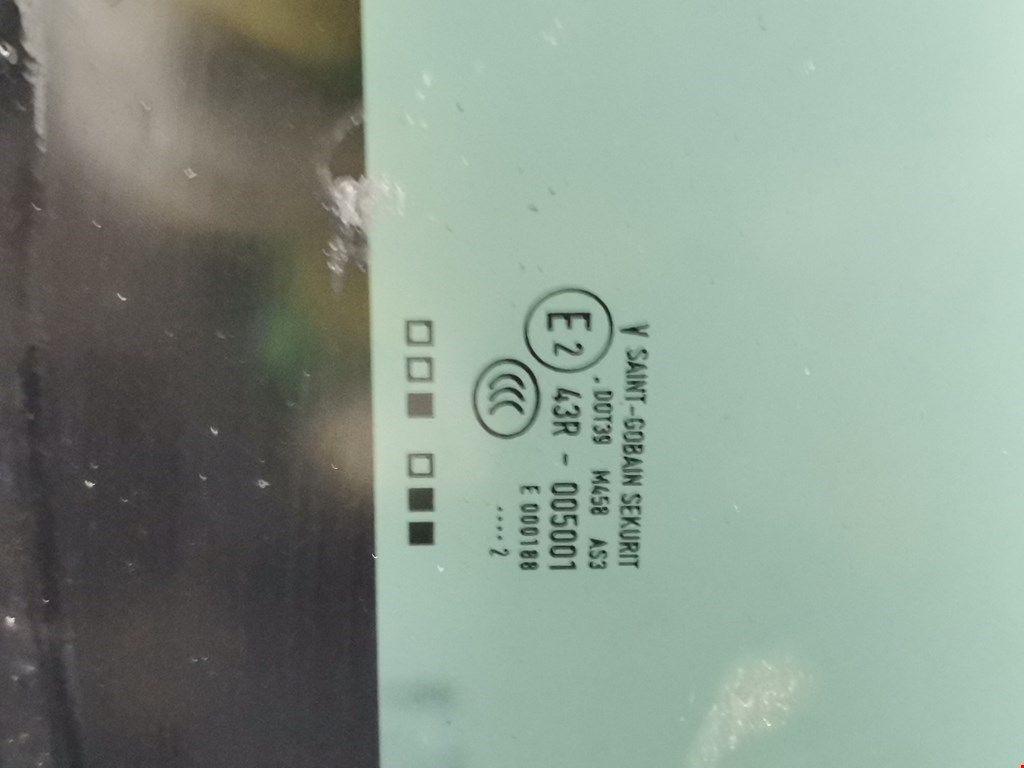 V SAINT-GOBAIN SEKURIT
.DOT39 M458 AS3
E2 43R - 005001
E 000188
....2